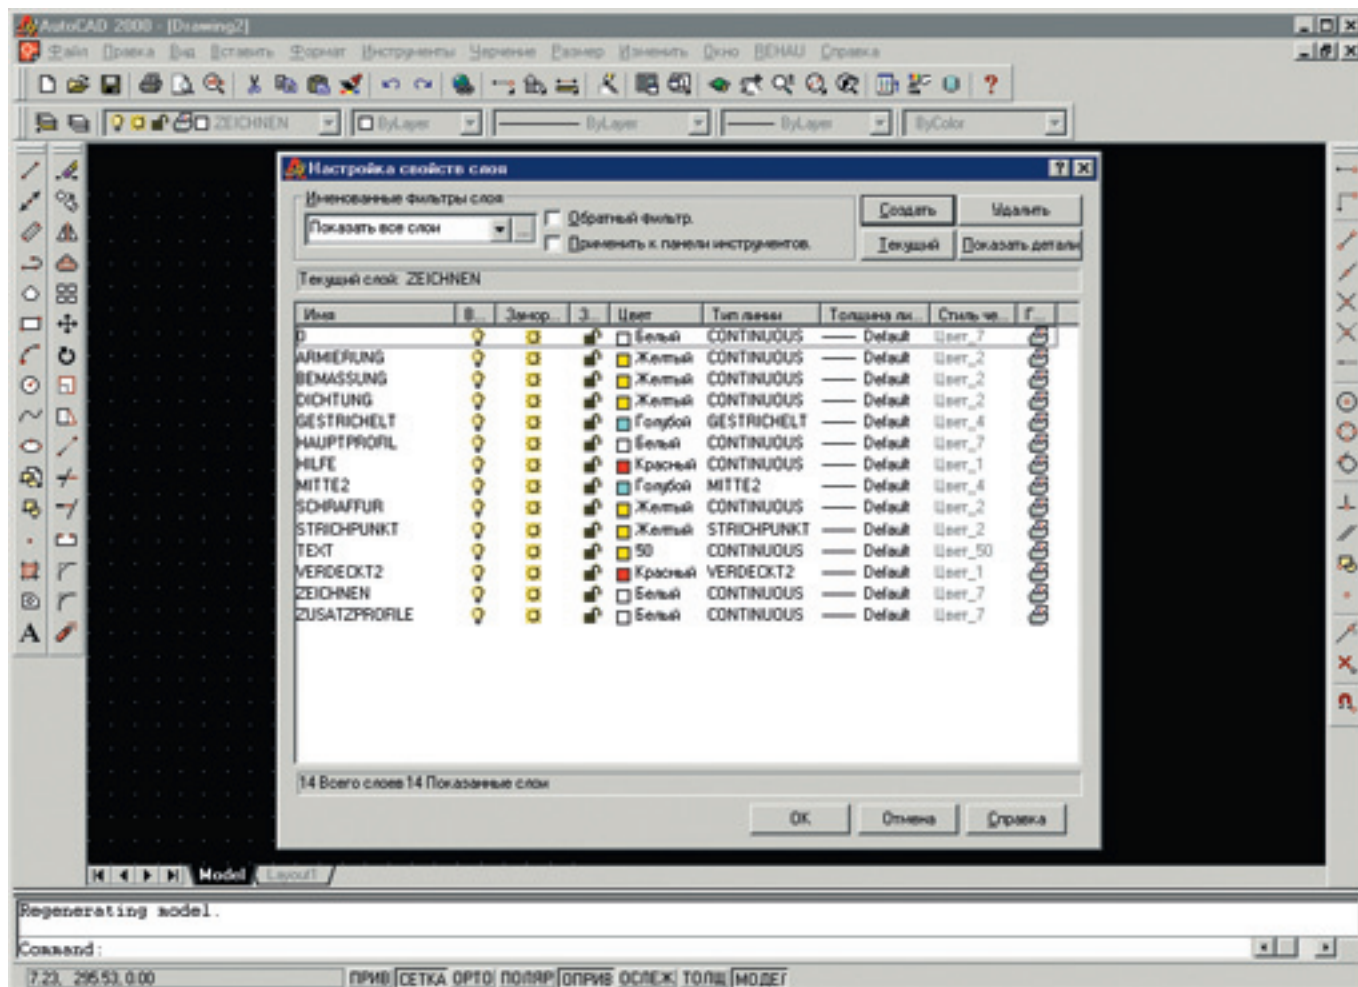 AutoCAD 2000 - [Drawing2]
Файл Правка Вид Вставить Формат Инструменты Черчение Размер Изменить Окно REHAU Справка
ZEICHNEN ByLayer ByLayer ByLayer ByColor
Настройка свойств слоя
Именованные фильтры слоя
Показать все слои ... Обратный фильтр. Создать Удалить
Применить к панели инструментов. Текущий Показать детали
Текущий слой: ZEICHNEN
Имя В... Замор... З... Цвет Тип линии Толщина ли... Стиль че... Г...
0 Белый CONTINUOUS Default Цвет_7
ARMIERUNG Желтый CONTINUOUS Default Цвет_2
BEMASSUNG Желтый CONTINUOUS Default Цвет_2
DICHTUNG Желтый CONTINUOUS Default Цвет_2
GESTRICHELT Голубой GESTRICHELT Default Цвет_4
HAUPTPROFIL Белый CONTINUOUS Default Цвет_7
HILFE Красный CONTINUOUS Default Цвет_1
MITTE2 Голубой MITTE2 Default Цвет_4
SCHRAFFUR Желтый CONTINUOUS Default Цвет_2
STRICHPUNKT Желтый STRICHPUNKT Default Цвет_2
TEXT 50 CONTINUOUS Default Цвет_50
VERDECKT2 Красный VERDECKT2 Default Цвет_1
ZEICHNEN Белый CONTINUOUS Default Цвет_7
ZUSATZPROFILE Белый CONTINUOUS Default Цвет_7
14 Всего слоев 14 Показанные слои
OK Отмена Справка
Model Layout1
Regenerating model.
Command:
7.23, 295.53, 0.00 ПРИВ СЕТКА ОРТО ПОЛЯР ОПРИВ ОСЛЕЖ ТОЛЩ МОДЕЛ